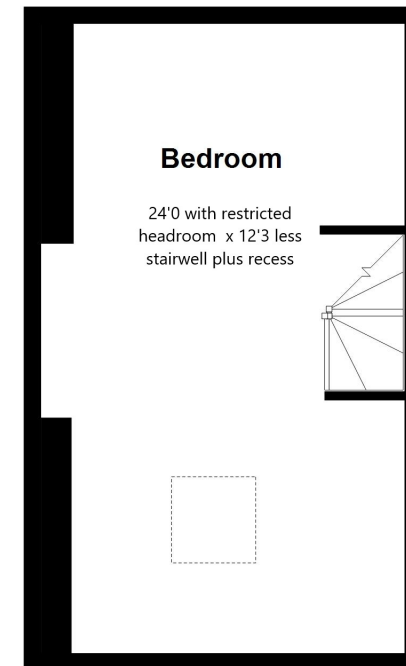 Bedroom
24'0 with restricted
headroom x 12'3 less
stairwell plus recess